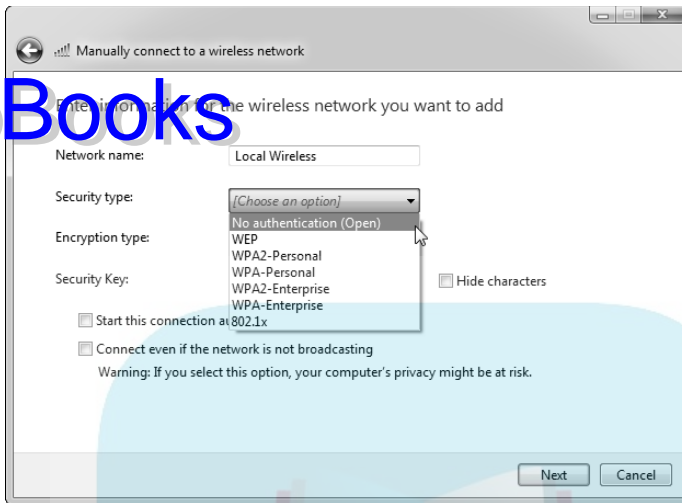 Manually connect to a wireless network
Books
Enter information for the wireless network you want to add
Network name:
Local Wireless
Security type:
[Choose an option]
No authentication (Open)
WEP
WPA2-Personal
WPA-Personal
WPA2-Enterprise
WPA-Enterprise
802.1x
Encryption type:
Security Key:
Hide characters
Start this connection
Connect even if the network is not broadcasting
Warning: If you select this option, your computer's privacy might be at risk.
Next
Cancel